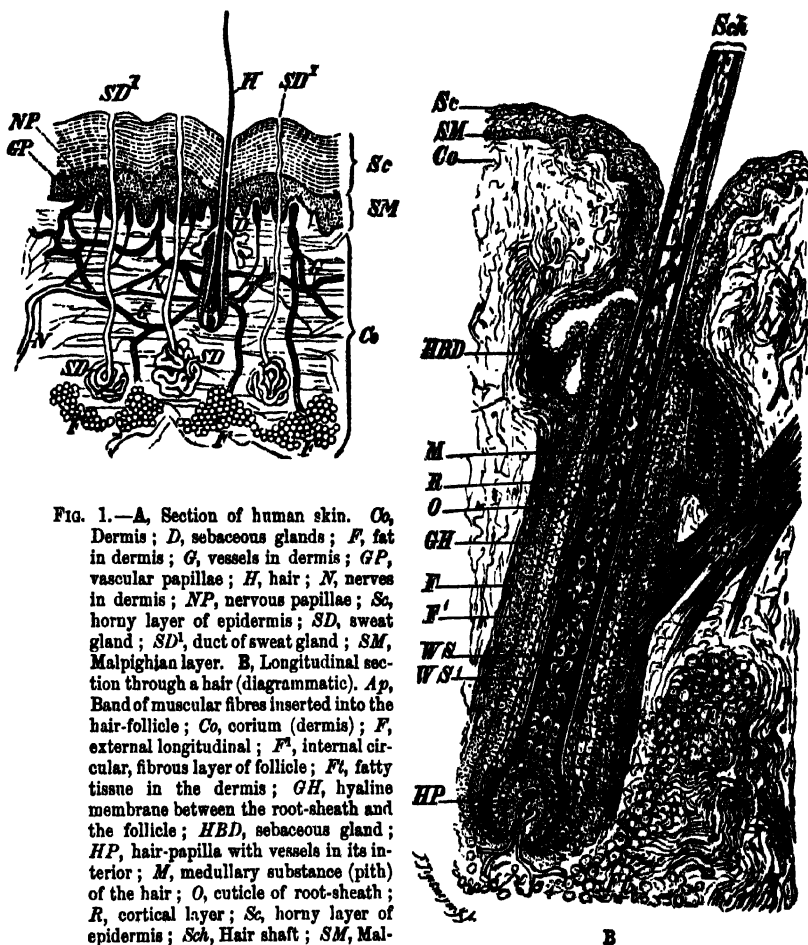 Sch
H
SD¹
SD¹
NP
GP
Sc
SM
Co
N
G
SD
SD
F
F
F
Sc
SM
Co
HBD
M
R
O
GH
F
F¹
WS
WS¹
HP
B
FIG. 1.—A, Section of human skin. Co,
Dermis; D, sebaceous glands; F, fat
in dermis; G, vessels in dermis; GP,
vascular papillae; H, hair; N, nerves
in dermis; NP, nervous papillae; Sc,
horny layer of epidermis; SD, sweat
gland; SD¹, duct of sweat gland; SM,
Malpighian layer. B, Longitudinal sec-
tion through a hair (diagrammatic). Ap,
Band of muscular fibres inserted into the
hair-follicle; Co, corium (dermis); F,
external longitudinal; F¹, internal cir-
cular, fibrous layer of follicle; Ft, fatty
tissue in the dermis; GH, hyaline
membrane between the root-sheath and
the follicle; HBD, sebaceous gland;
HP, hair-papilla with vessels in its in-
terior; M, medullary substance (pith)
of the hair; O, cuticle of root-sheath;
R, cortical layer; Sc, horny layer of
epidermis; Sch, Hair shaft; SM, Mal-